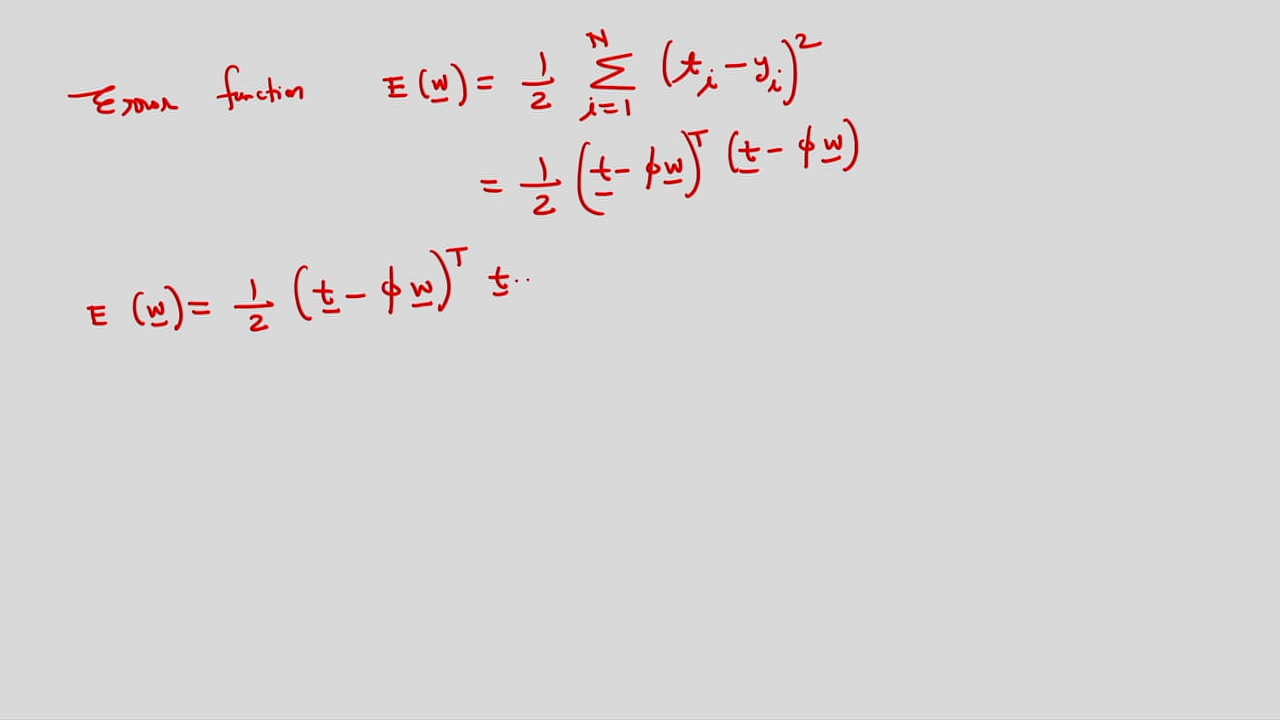 Error function E(w) = 1/2 Σ_{i=1}^{N} (t_i - y_i)^2
= 1/2 (t - ϕw)^T (t - ϕw)
E (w) = 1/2 (t - ϕw)^T t..